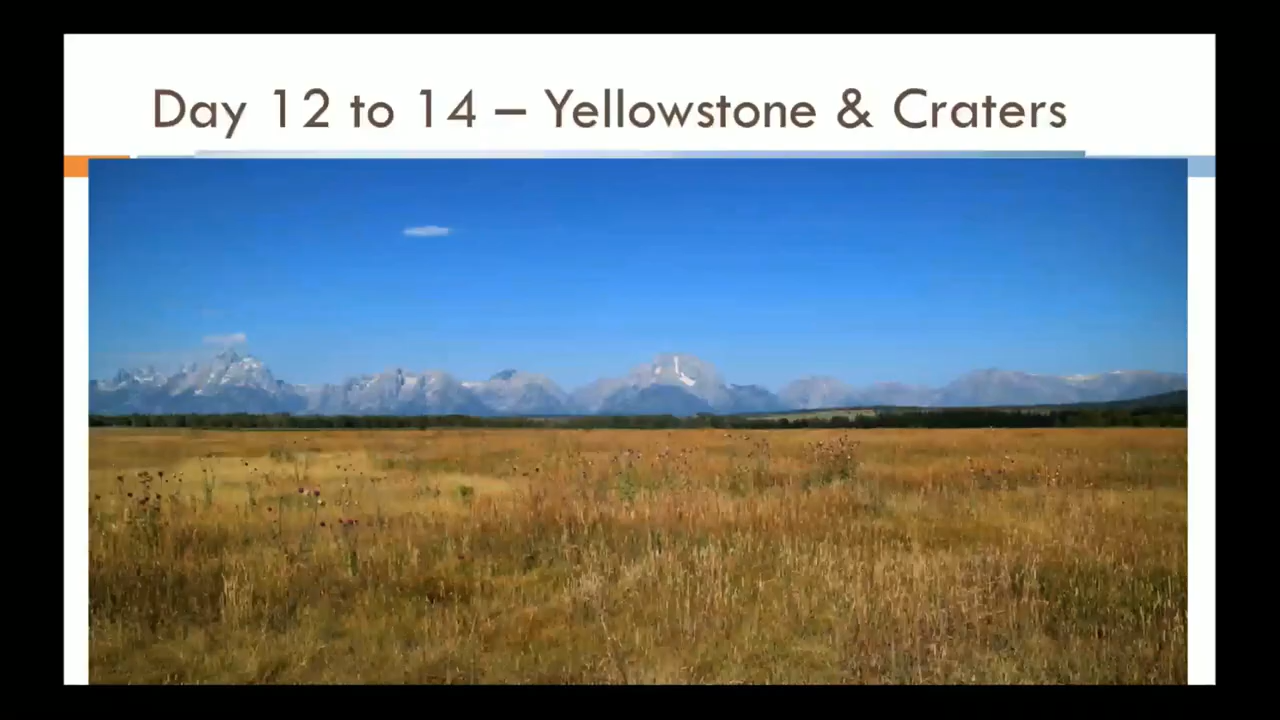 Day 12 to 14 – Yellowstone & Craters